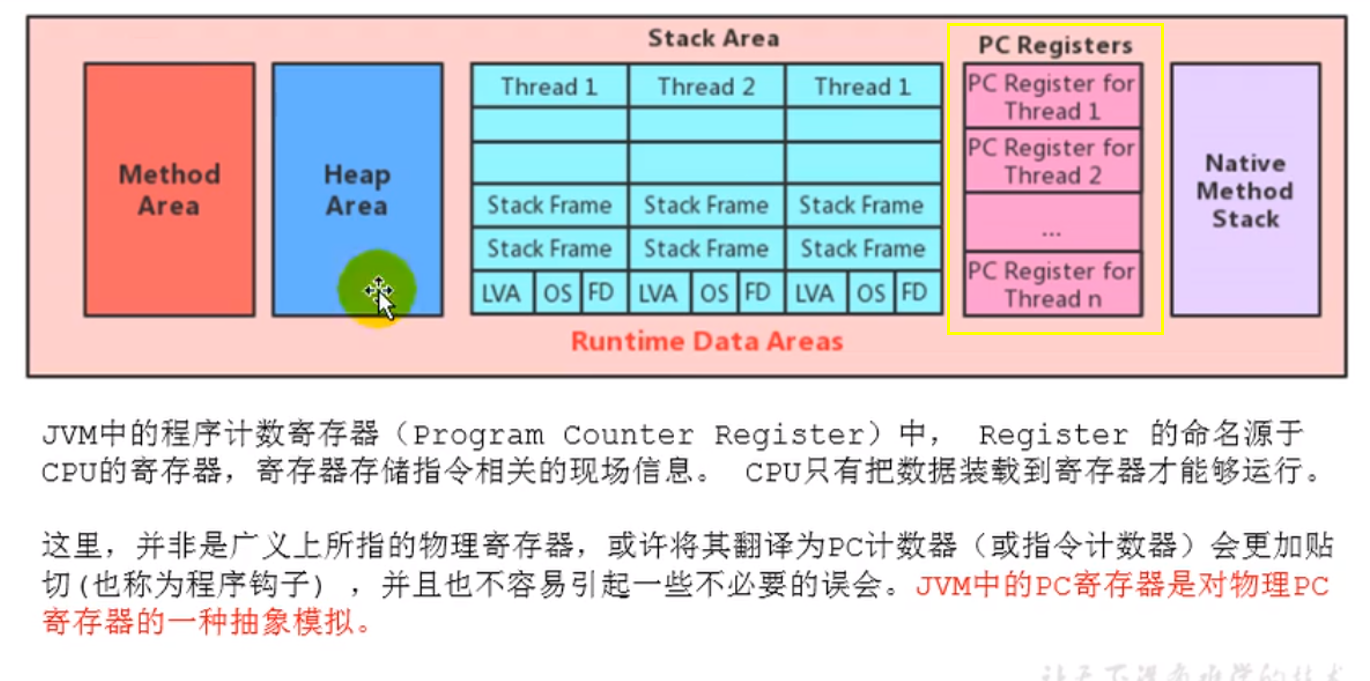 Stack Area
PC Registers
Method
Area
Heap
Area
Thread 1
Thread 2
Thread 1
Stack Frame
Stack Frame
Stack Frame
Stack Frame
Stack Frame
Stack Frame
LVA
OS
FD
LVA
OS
FD
LVA
OS
FD
PC Register for
Thread 1
PC Register for
Thread 2
...
PC Register for
Thread n
Native
Method
Stack
Runtime Data Areas
JVM中的程序计数寄存器（Program Counter Register）中， Register 的命名源于
CPU的寄存器，寄存器存储指令相关的现场信息。 CPU只有把数据装载到寄存器才能够运行。
这里，并非是广义上所指的物理寄存器，或许将其翻译为PC计数器（或指令计数器）会更加贴
切(也称为程序钩子) ，并且也不容易引起一些不必要的误会。JVM中的PC寄存器是对物理PC
寄存器的一种抽象模拟。